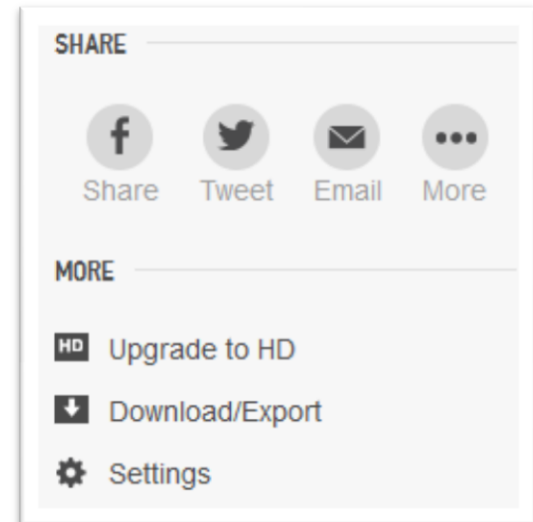 SHARE
Share Tweet Email More
MORE
HD Upgrade to HD
Download/Export
Settings